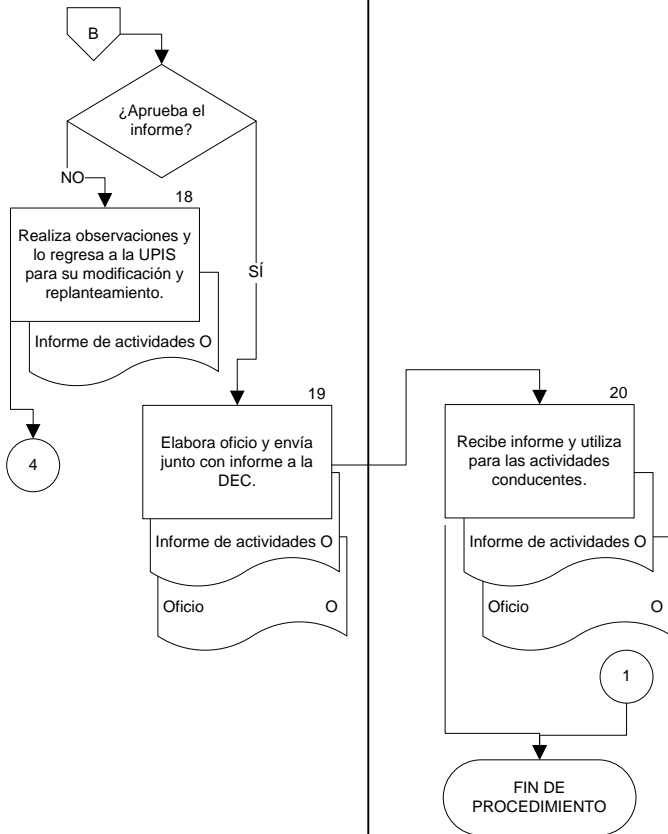 B
¿Aprueba el
informe?
NO
SÍ
18
Realiza observaciones y
lo regresa a la UPIS
para su modificación y
replanteamiento.
Informe de actividades O
4
19
Elabora oficio y envía
junto con informe a la
DEC.
Informe de actividades O
Oficio O
20
Recibe informe y utiliza
para las actividades
conducentes.
Informe de actividades O
Oficio O
1
FIN DE
PROCEDIMIENTO